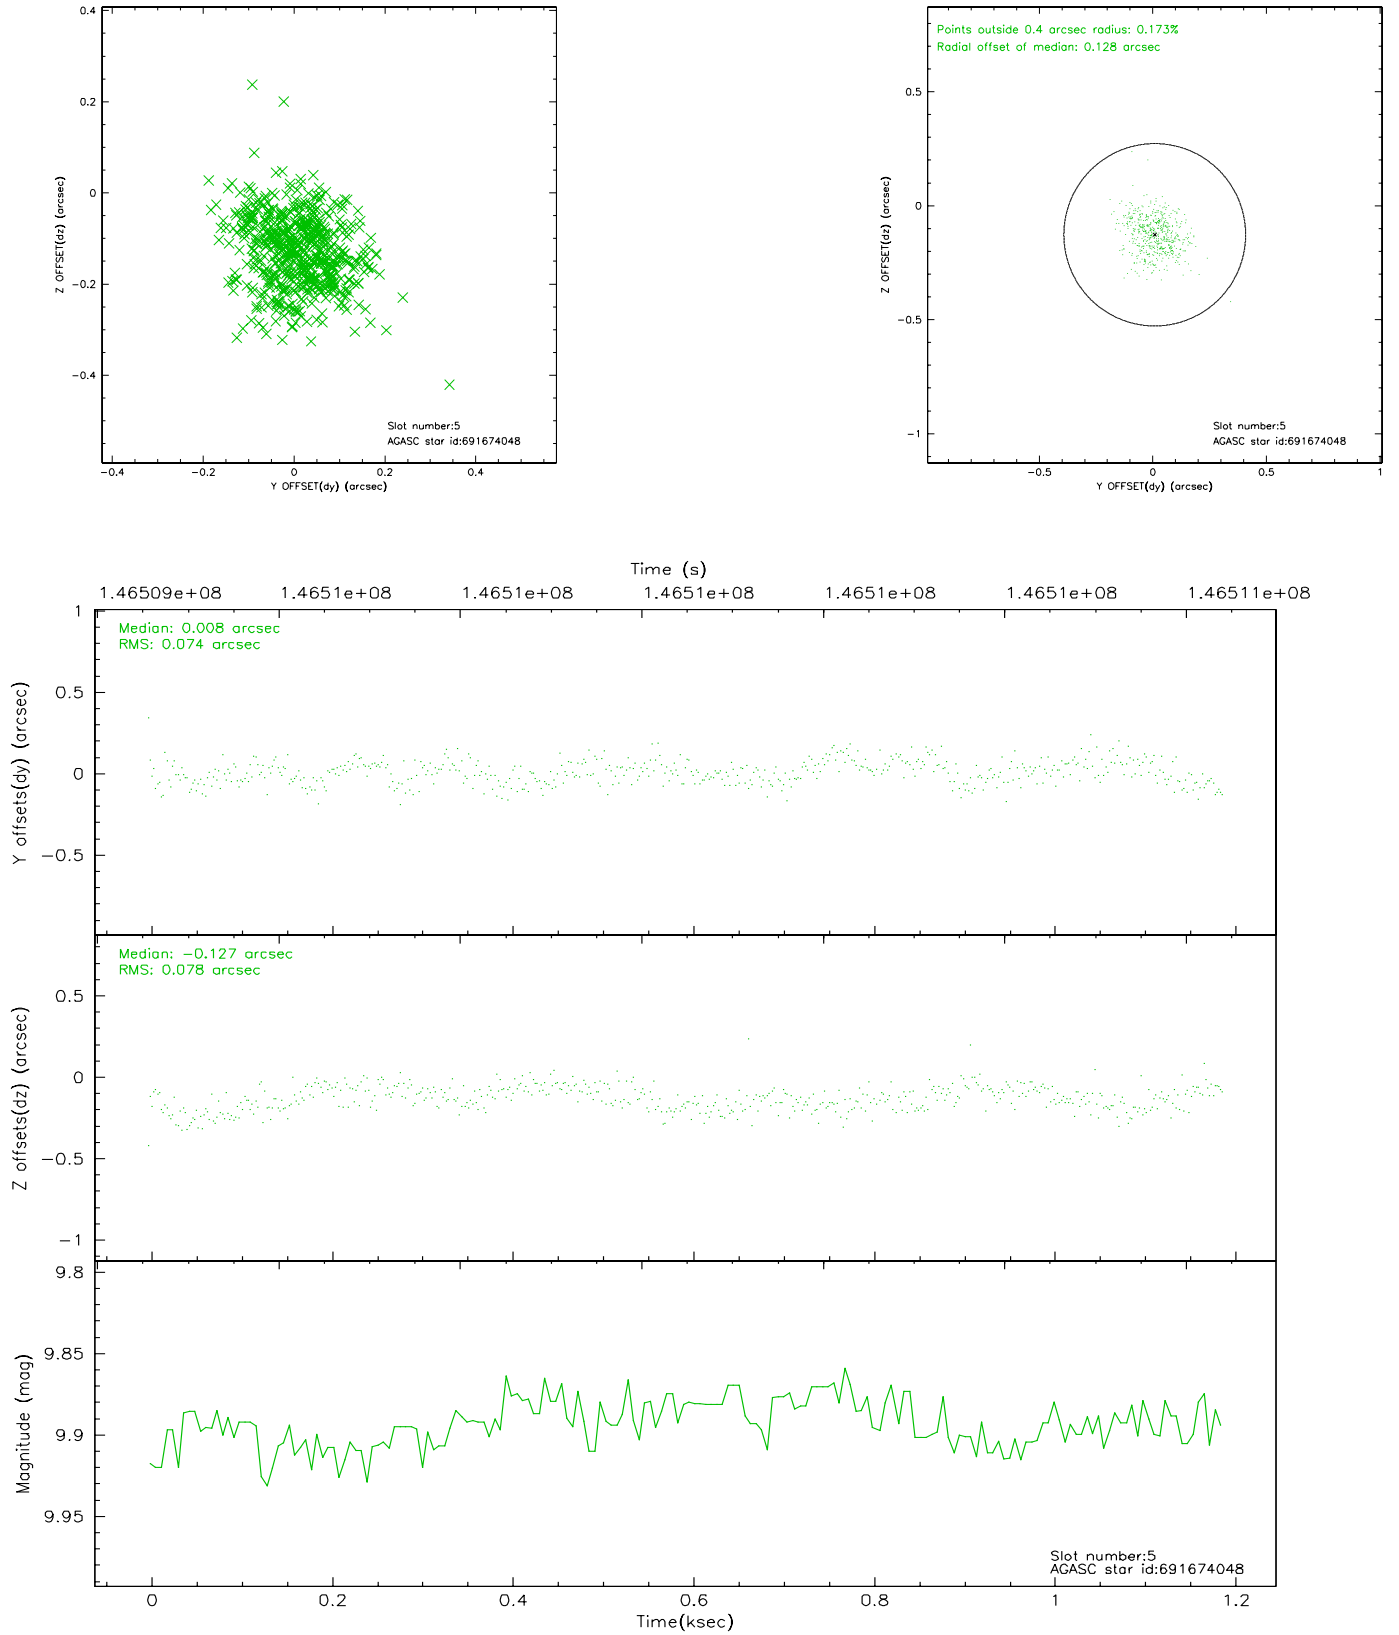 0.4
0.2
0
−0.2
−0.4
Z OFFSET(dz) (arcsec)
−0.4
−0.2
0
0.2
0.4
Y OFFSET(dy) (arcsec)
Slot number:5
AGASC star id:691674048
Points outside 0.4 arcsec radius: 0.173%
Radial offset of median: 0.128 arcsec
0.5
0
−0.5
−1
Z OFFSET(dz) (arcsec)
−0.5
0
0.5
1
Y OFFSET(dy) (arcsec)
Slot number:5
AGASC star id:691674048
Time (s)
1.46509e+08
1.4651e+08
1.4651e+08
1.4651e+08
1.4651e+08
1.4651e+08
1.46511e+08
Median: 0.008 arcsec
RMS: 0.074 arcsec
1
0.5
0
−0.5
Y offsets(dy) (arcsec)
Median: −0.127 arcsec
RMS: 0.078 arcsec
0.5
0
−0.5
−1
Z offsets(dz) (arcsec)
9.8
9.85
9.9
9.95
Magnitude (mag)
Slot number:5
AGASC star id:691674048
0
0.2
0.4
0.6
0.8
1
1.2
Time(ksec)